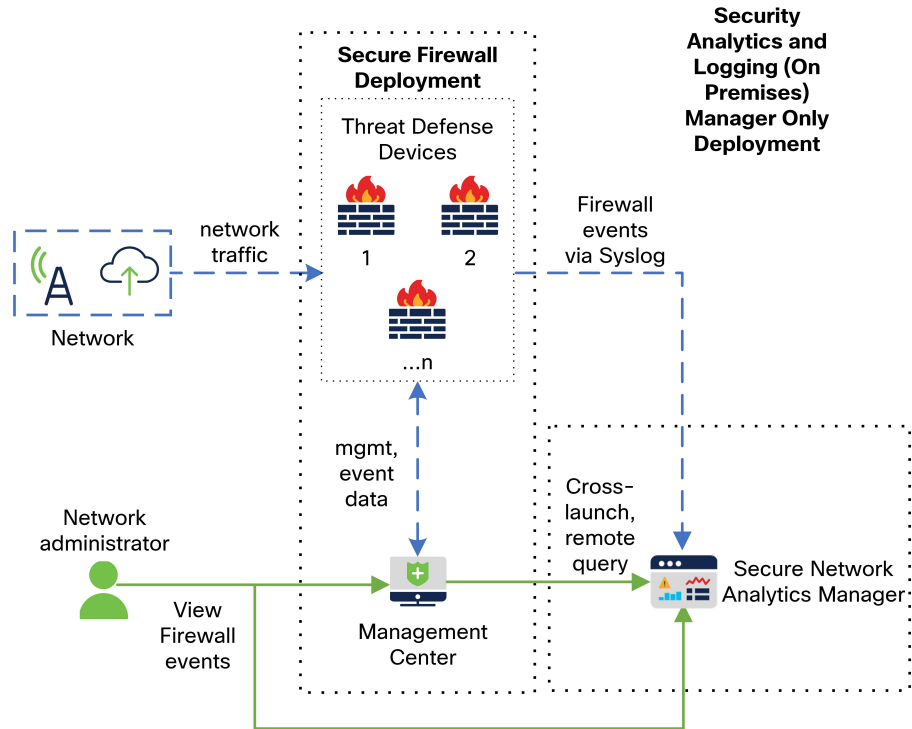 Security
Analytics and
Logging (On
Premises)
Manager Only
Deployment
Secure Firewall
Deployment
Threat Defense
Devices
1
2
...n
network
traffic
Network
Firewall
events
via Syslog
mgmt,
event
data
Cross-
launch,
remote
query
Network
administrator
View
Firewall
events
Management
Center
Secure Network
Analytics Manager